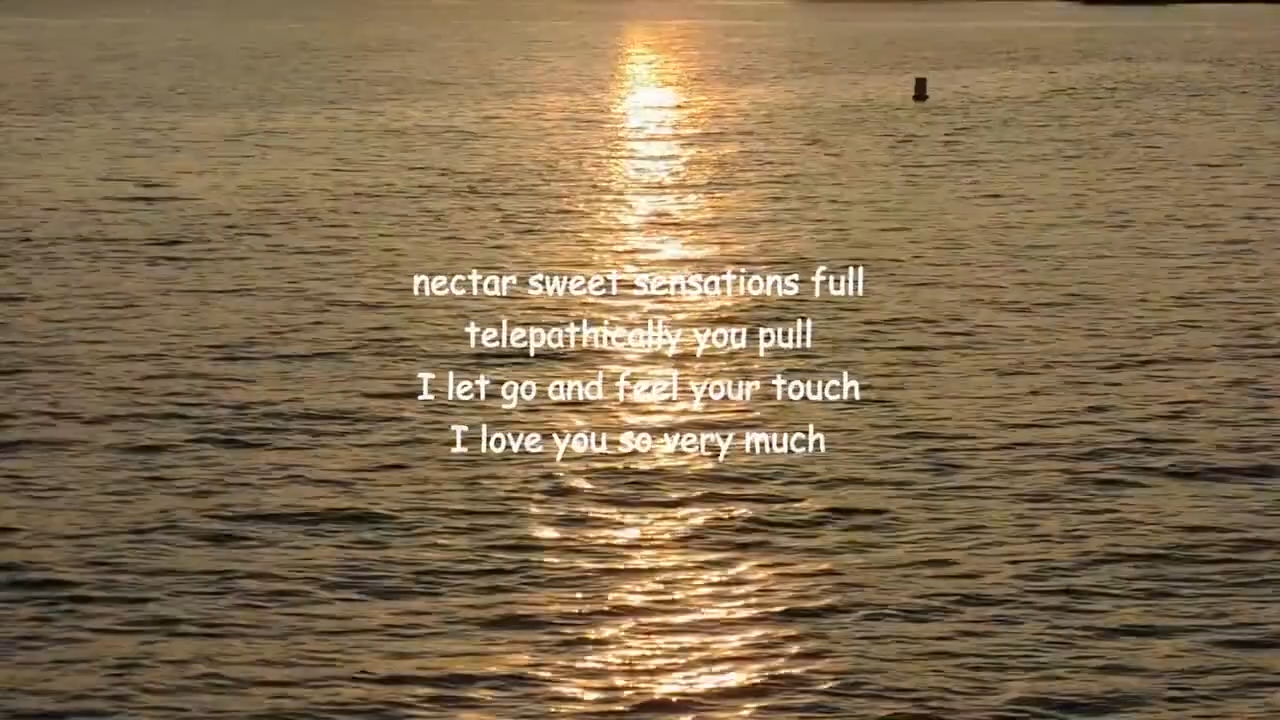 nectar sweet sensations full
telepathically you pull
I let go and feel your touch
I love you so very much